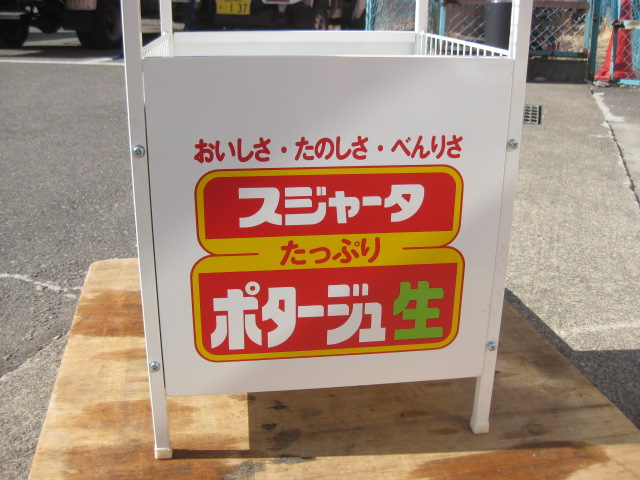 ・137
おいしさ・たのしさ・べんりさ
スジャータ
たっぷり
ポタージュ生